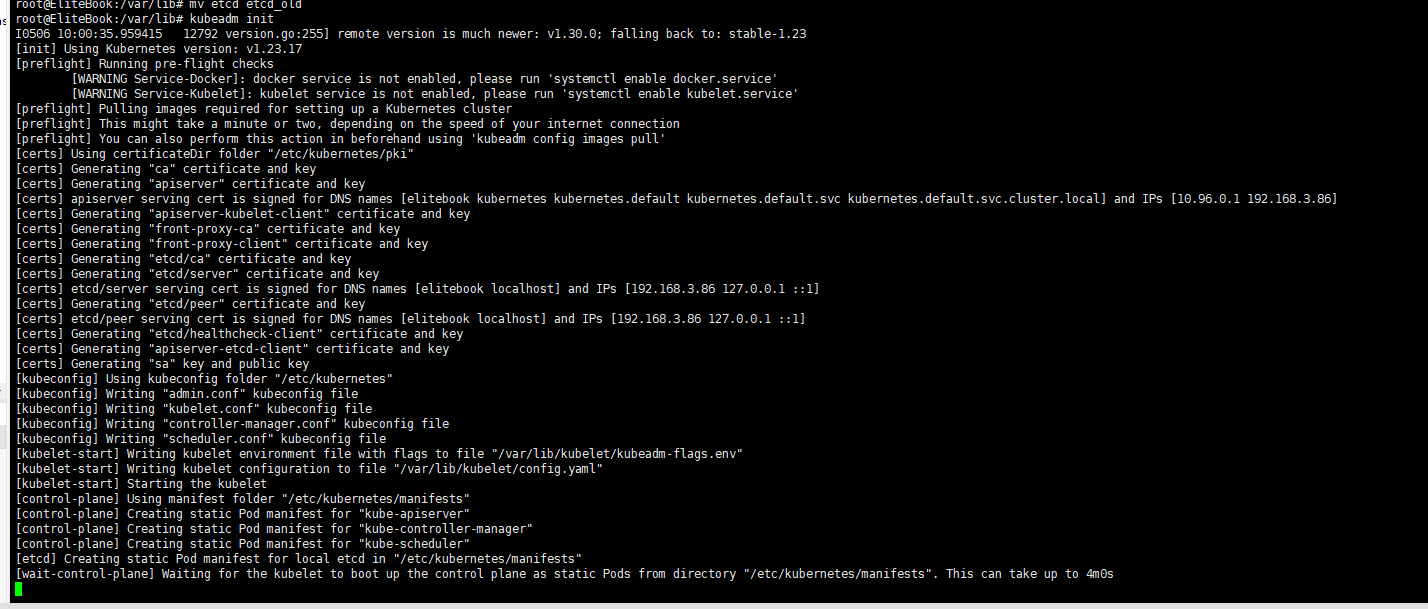 root@EliteBook:/var/lib# mv etcd etcd_old
root@EliteBook:/var/lib# kubeadm init
I0506 10:00:35.959415   12792 version.go:255] remote version is much newer: v1.30.0; falling back to: stable-1.23
[init] Using Kubernetes version: v1.23.17
[preflight] Running pre-flight checks
        [WARNING Service-Docker]: docker service is not enabled, please run 'systemctl enable docker.service'
        [WARNING Service-Kubelet]: kubelet service is not enabled, please run 'systemctl enable kubelet.service'
[preflight] Pulling images required for setting up a Kubernetes cluster
[preflight] This might take a minute or two, depending on the speed of your internet connection
[preflight] You can also perform this action in beforehand using 'kubeadm config images pull'
[certs] Using certificateDir folder "/etc/kubernetes/pki"
[certs] Generating "ca" certificate and key
[certs] Generating "apiserver" certificate and key
[certs] apiserver serving cert is signed for DNS names [elitebook kubernetes kubernetes.default kubernetes.default.svc kubernetes.default.svc.cluster.local] and IPs [10.96.0.1 192.168.3.86]
[certs] Generating "apiserver-kubelet-client" certificate and key
[certs] Generating "front-proxy-ca" certificate and key
[certs] Generating "front-proxy-client" certificate and key
[certs] Generating "etcd/ca" certificate and key
[certs] Generating "etcd/server" certificate and key
[certs] etcd/server serving cert is signed for DNS names [elitebook localhost] and IPs [192.168.3.86 127.0.0.1 ::1]
[certs] Generating "etcd/peer" certificate and key
[certs] etcd/peer serving cert is signed for DNS names [elitebook localhost] and IPs [192.168.3.86 127.0.0.1 ::1]
[certs] Generating "etcd/healthcheck-client" certificate and key
[certs] Generating "apiserver-etcd-client" certificate and key
[certs] Generating "sa" key and public key
[kubeconfig] Using kubeconfig folder "/etc/kubernetes"
[kubeconfig] Writing "admin.conf" kubeconfig file
[kubeconfig] Writing "kubelet.conf" kubeconfig file
[kubeconfig] Writing "controller-manager.conf" kubeconfig file
[kubeconfig] Writing "scheduler.conf" kubeconfig file
[kubelet-start] Writing kubelet environment file with flags to file "/var/lib/kubelet/kubeadm-flags.env"
[kubelet-start] Writing kubelet configuration to file "/var/lib/kubelet/config.yaml"
[kubelet-start] Starting the kubelet
[control-plane] Using manifest folder "/etc/kubernetes/manifests"
[control-plane] Creating static Pod manifest for "kube-apiserver"
[control-plane] Creating static Pod manifest for "kube-controller-manager"
[control-plane] Creating static Pod manifest for "kube-scheduler"
[etcd] Creating static Pod manifest for local etcd in "/etc/kubernetes/manifests"
[wait-control-plane] Waiting for the kubelet to boot up the control plane as static Pods from directory "/etc/kubernetes/manifests". This can take up to 4m0s